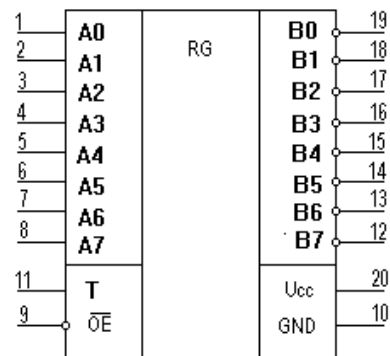 1 A0 RG B0 19
2 A1 B1 18
3 A2 B2 17
4 A3 B3 16
5 A4 B4 15
6 A5 B5 14
7 A6 B6 13
8 A7 B7 12
11 T Ucc 20
9 O̅E̅ GND 10